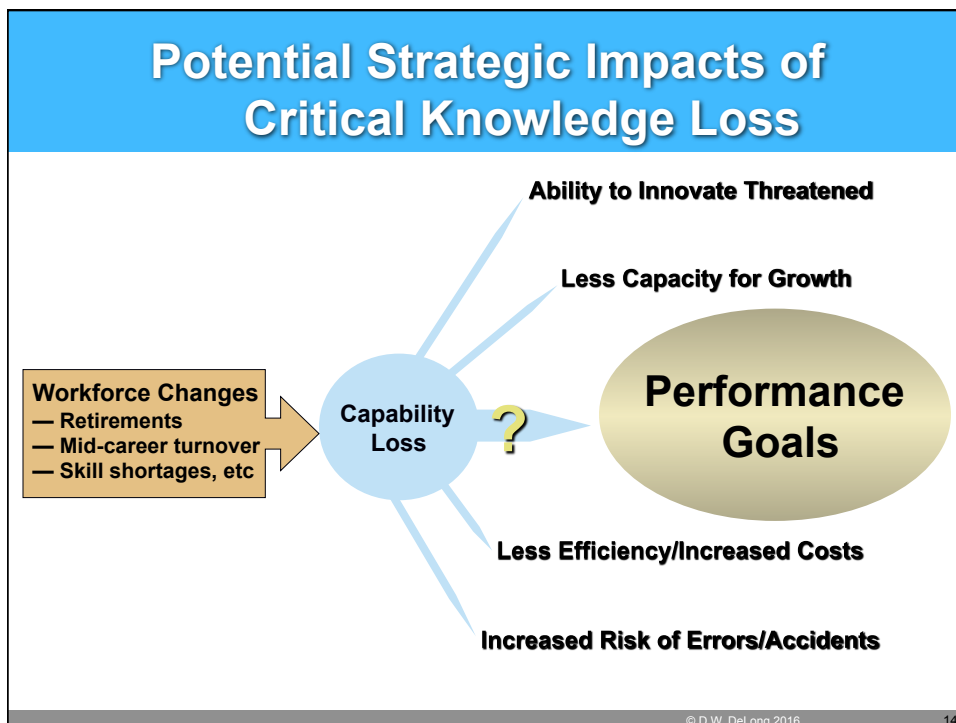 Potential Strategic Impacts of
Critical Knowledge Loss
Ability to Innovate Threatened
Less Capacity for Growth
Workforce Changes
— Retirements
— Mid-career turnover
— Skill shortages, etc
Capability
Loss
?
Performance
Goals
Less Efficiency/Increased Costs
Increased Risk of Errors/Accidents
© D.W. DeLong 2016
14